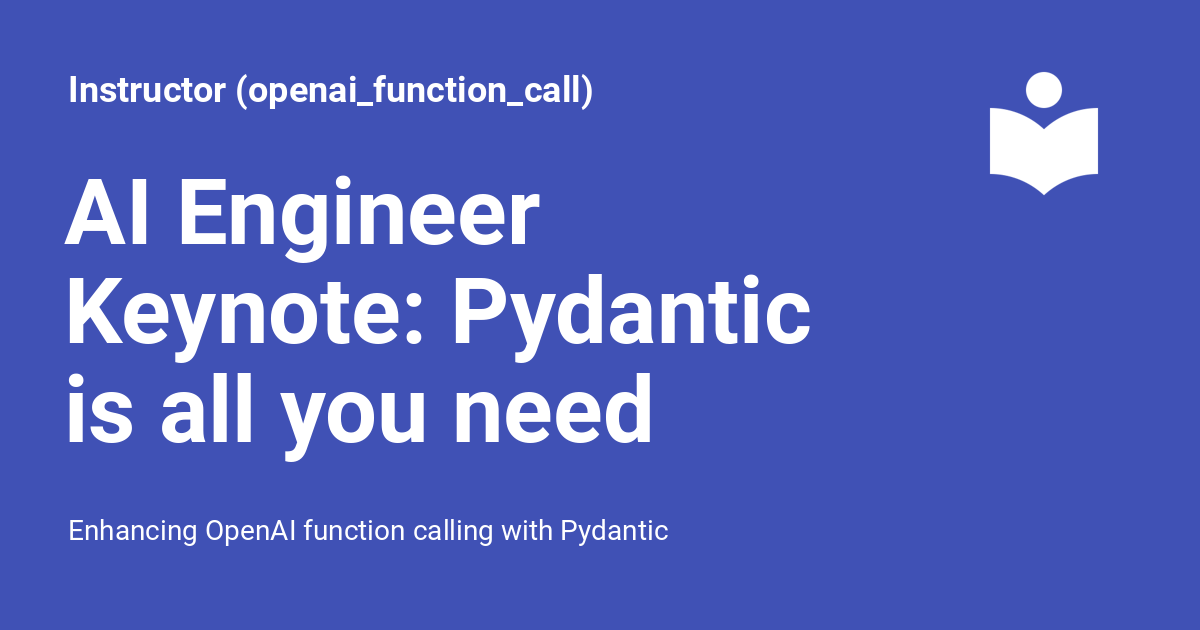 Instructor (openai_function_call)
AI Engineer
Keynote: Pydantic
is all you need
Enhancing OpenAI function calling with Pydantic